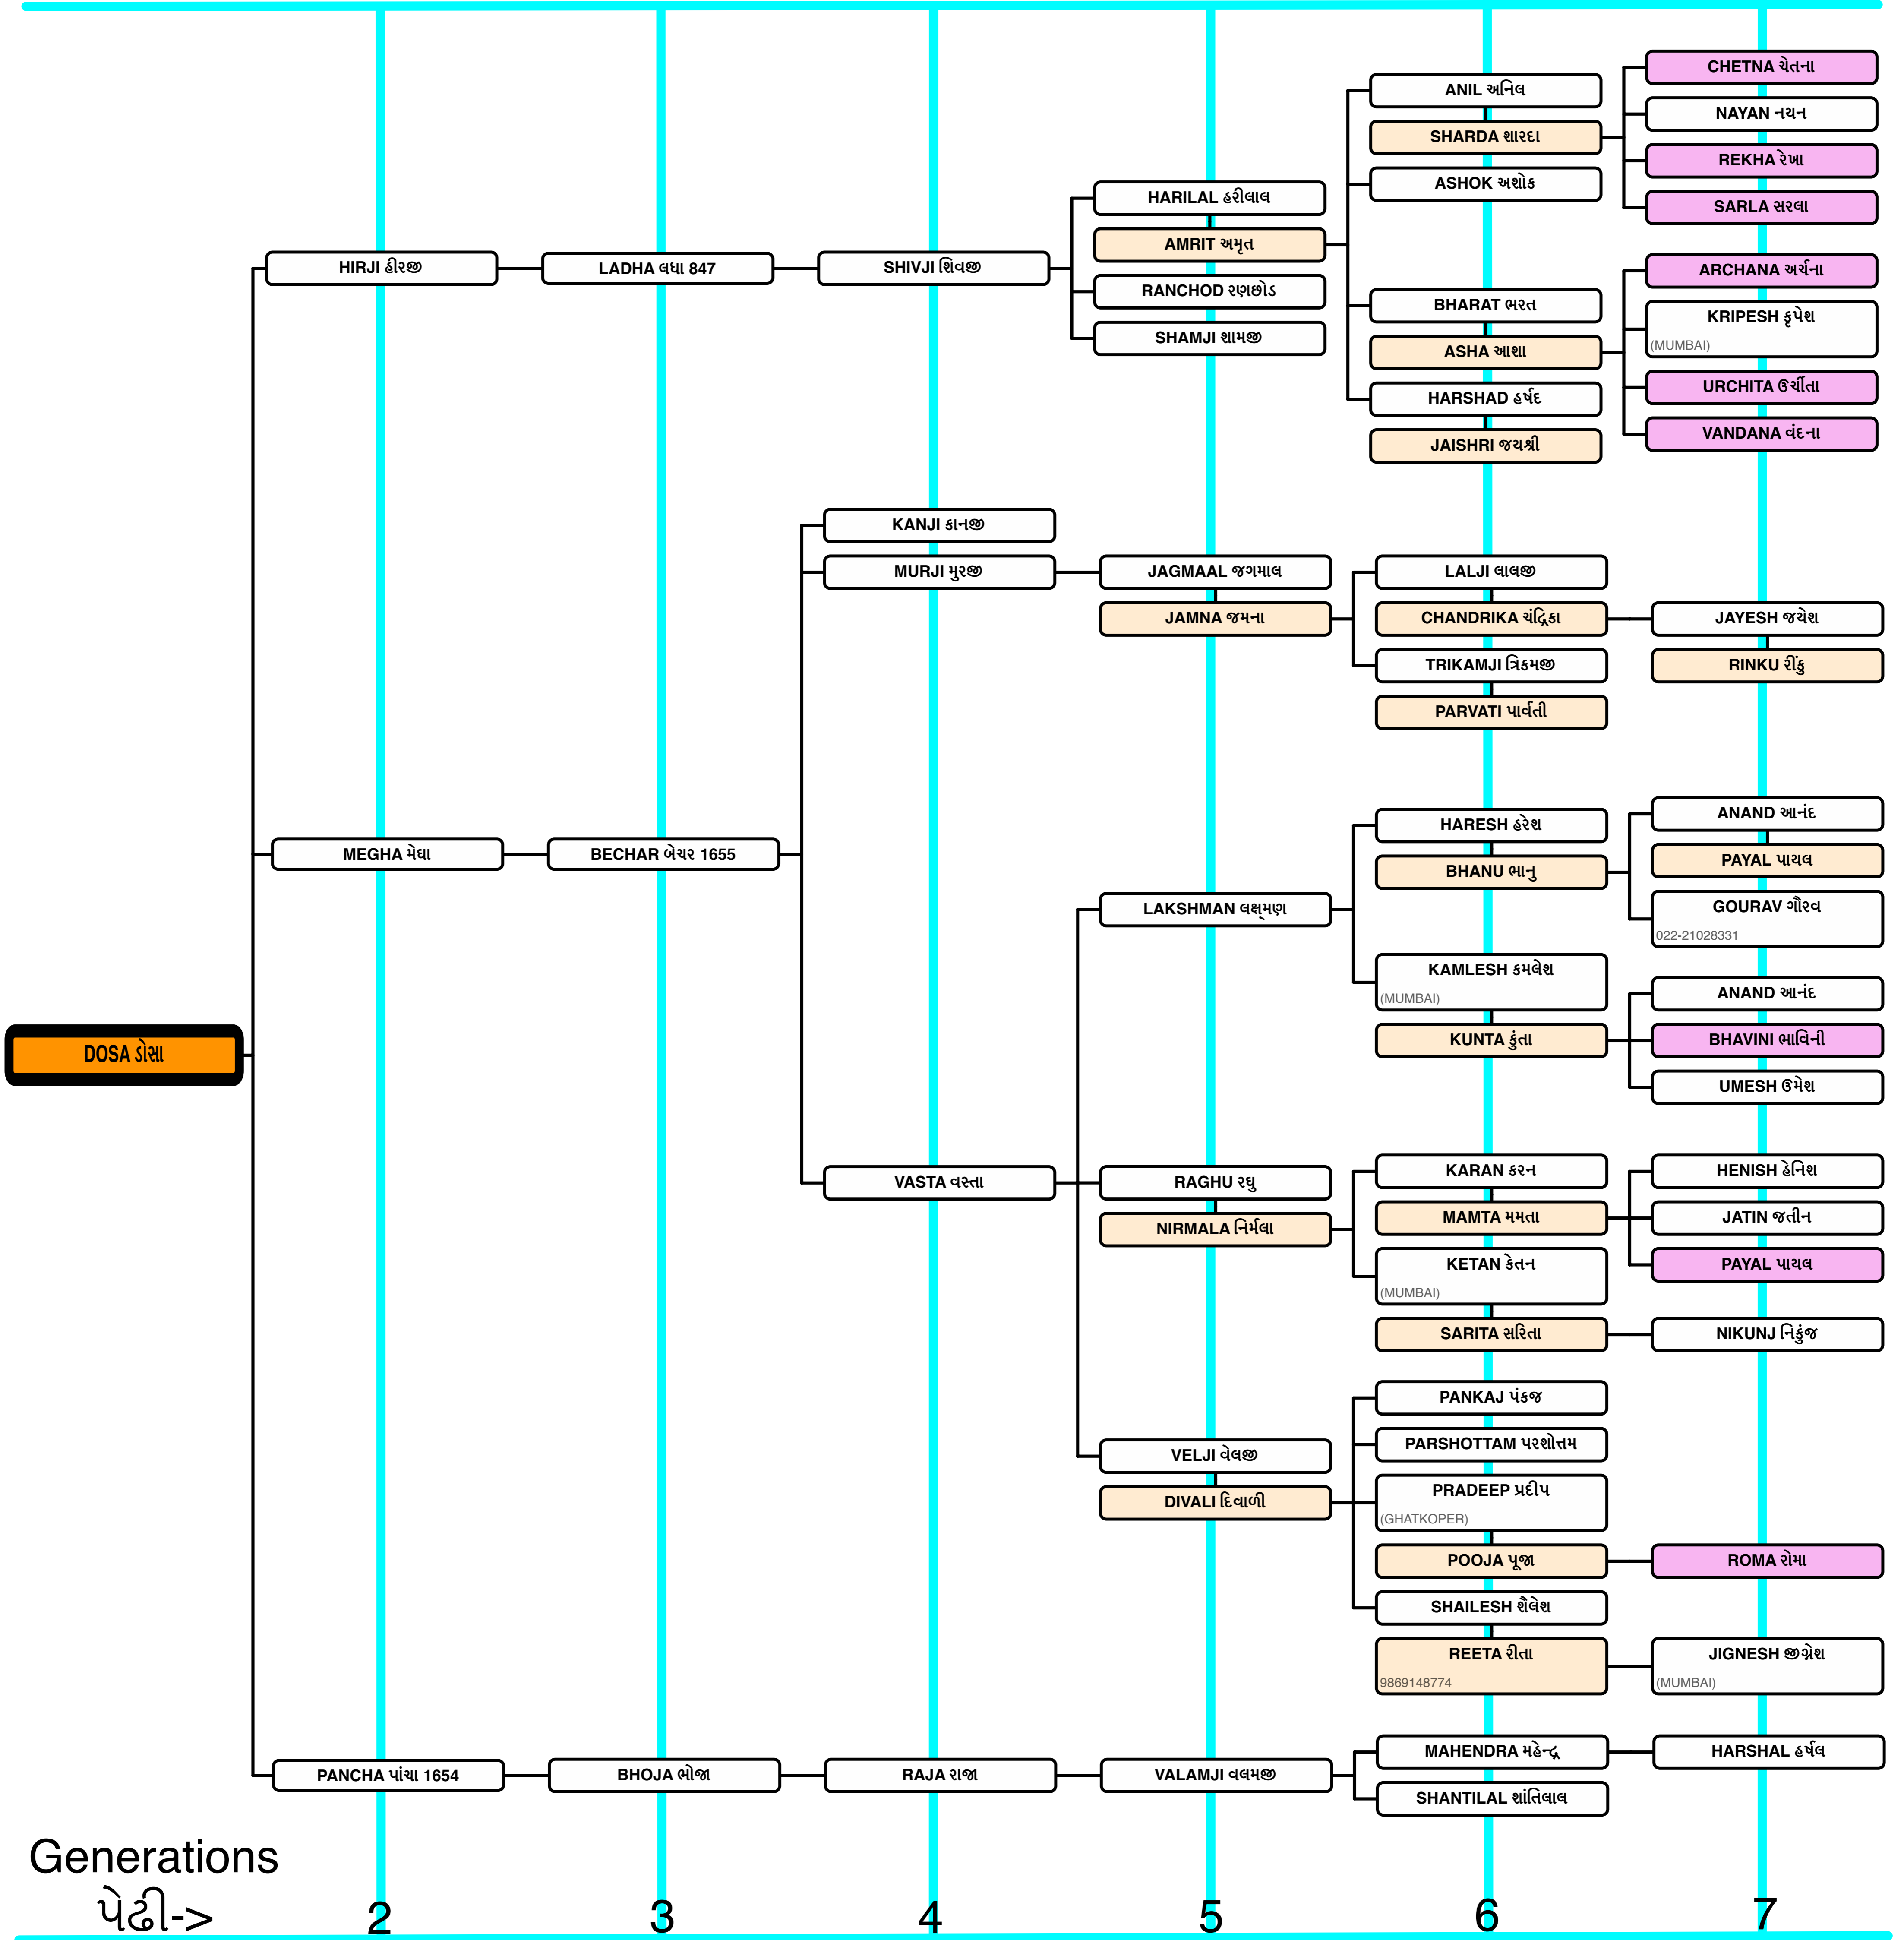 CHETNA ચેતના
ANIL અનિલ
NAYAN નયન
SHARDA શારદા
REKHA રેખા
ASHOK અશોક
HARILAL હરીલાલ
SARLA સરલા
AMRIT અમૃત
HIRJI હીરજી
LADHA લધા 847
SHIVJI શિવજી
ARCHANA અર્ચના
RANCHOD રણછોડ
BHARAT ભરત
KRIPESH કૃપેશ
(MUMBAI)
SHAMJI શામજી
ASHA આશા
URCHITA ઉર્ચીતા
HARSHAD હર્ષદ
VANDANA વંદના
JAISHRI જયશ્રી
KANJI કાનજી
MURJI મુરજી
JAGMAAL જગમાલ
LALJI લાલજી
JAMNA જમના
CHANDRIKA ચંદ્રિકા
JAYESH જયેશ
TRIKAMJI ત્રિકમજી
RINKU રીંકુ
PARVATI પાર્વતી
ANAND આનંદ
HARESH હરેશ
MEGHA મેઘા
BECHAR બેચર 1655
PAYAL પાયલ
BHANU ભાનુ
LAKSHMAN લક્ષ્મણ
GOURAV ગૌરવ
022-21028331
KAMLESH કમલેશ
(MUMBAI)
ANAND આનંદ
KUNTA કુંતા
BHAVINI ભાવિની
DOSA ડોસા
UMESH ઉમેશ
KARAN કરન
HENISH હેનિશ
VASTA વસ્તા
RAGHU રઘુ
MAMTA મમતા
JATIN જતીન
NIRMALA નિર્મલા
KETAN કેતન
(MUMBAI)
PAYAL પાયલ
SARITA સરિતા
NIKUNJ નિકુંજ
PANKAJ પંકજ
PARSHOTTAM પરશોત્તમ
VELJI વેલજી
PRADEEP પ્રદીપ
(GHATKOPER)
DIVALI દિવાળી
POOJA પૂજા
ROMA રોમા
SHAILESH શૈલેશ
REETA રીતા
9869148774
JIGNESH જીગ્નેશ
(MUMBAI)
MAHENDRA મહેન્દ્ર
HARSHAL હર્ષલ
PANCHA પાંચા 1654
BHOJA ભોજા
RAJA રાજા
VALAMJI વલમજી
SHANTILAL શાંતિલાલ
Generations
પેઢી->
2 3 4 5 6 7